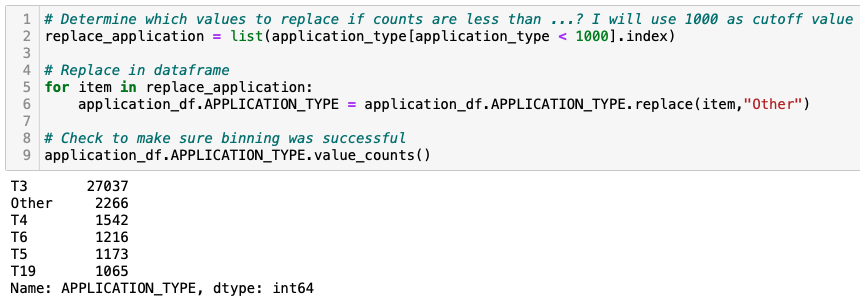 1 # Determine which values to replace if counts are less than ...? I will use 1000 as cutoff value
2 replace_application = list(application_type[application_type < 1000].index)
3
4 # Replace in dataframe
5 for item in replace_application:
6     application_df.APPLICATION_TYPE = application_df.APPLICATION_TYPE.replace(item,"Other")
7
8 # Check to make sure binning was successful
9 application_df.APPLICATION_TYPE.value_counts()
T3       27037
Other     2266
T4        1542
T6        1216
T5        1173
T19       1065
Name: APPLICATION_TYPE, dtype: int64